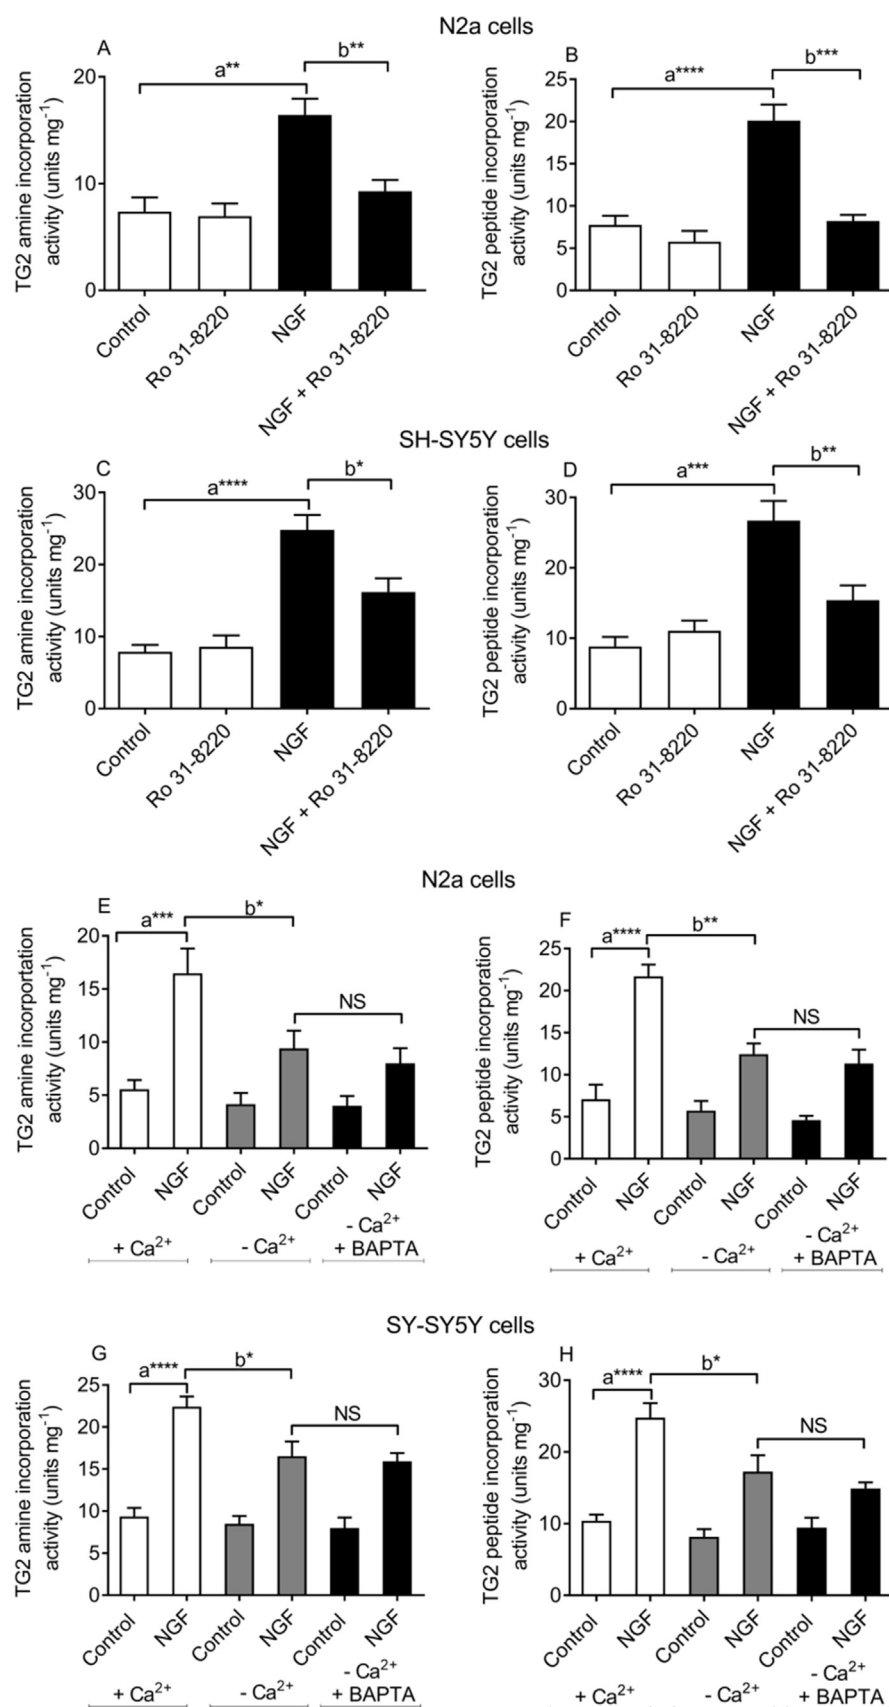 N2a cells
A
B
a**
b**
a****
b***
TG2 amine incorporation
activity (units mg⁻¹)
20
10
0
Control
Ro 31-8220
NGF
NGF + Ro 31-8220
TG2 peptide incorporation
activity (units mg⁻¹)
25
20
15
10
5
0
Control
Ro 31-8220
NGF
NGF + Ro 31-8220
SH-SY5Y cells
C
D
a****
b*
a***
b**
TG2 amine incorporation
activity (units mg⁻¹)
30
20
10
0
Control
Ro 31-8220
NGF
NGF + Ro 31-8220
TG2 peptide incorporation
activity (units mg⁻¹)
30
20
10
0
Control
Ro 31-8220
NGF
NGF + Ro 31-8220
N2a cells
E
F
a***
b*
NS
a****
b**
NS
TG2 amine incorportation
activity (units mg⁻¹)
20
15
10
5
0
Control
NGF
Control
NGF
Control
NGF
+ Ca²⁺
- Ca²⁺
- Ca²⁺
+ BAPTA
TG2 peptide incorporation
activity (units mg⁻¹)
25
20
15
10
5
0
Control
NGF
Control
NGF
Control
NGF
+ Ca²⁺
- Ca²⁺
- Ca²⁺
+ BAPTA
SY-SY5Y cells
G
H
a****
b*
NS
a****
b*
NS
TG2 amine incorporation
activity (units mg⁻¹)
25
20
15
10
5
0
Control
NGF
Control
NGF
Control
NGF
+ Ca²⁺
- Ca²⁺
- Ca²⁺
+ BAPTA
TG2 peptide incorporation
activity (units mg⁻¹)
30
20
10
0
Control
NGF
Control
NGF
Control
NGF
+ Ca²⁺
- Ca²⁺
- Ca²⁺
+ BAPTA